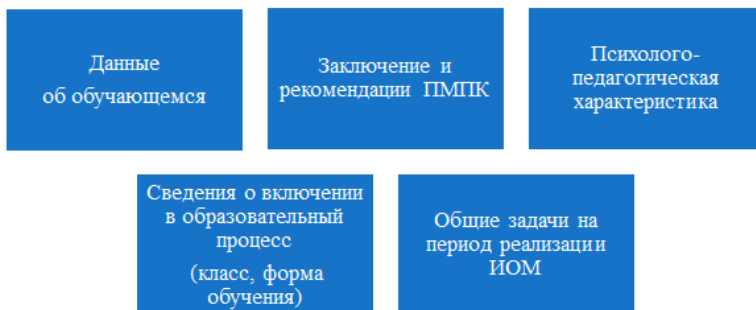 Данные
об обучающемся
Заключение и
рекомендации ПМПК
Психолого-
педагогическая
характеристика
Сведения о включении
в образовательный
процесс
(класс, форма
обучения)
Общие задачи на
период реализации
ИОМ